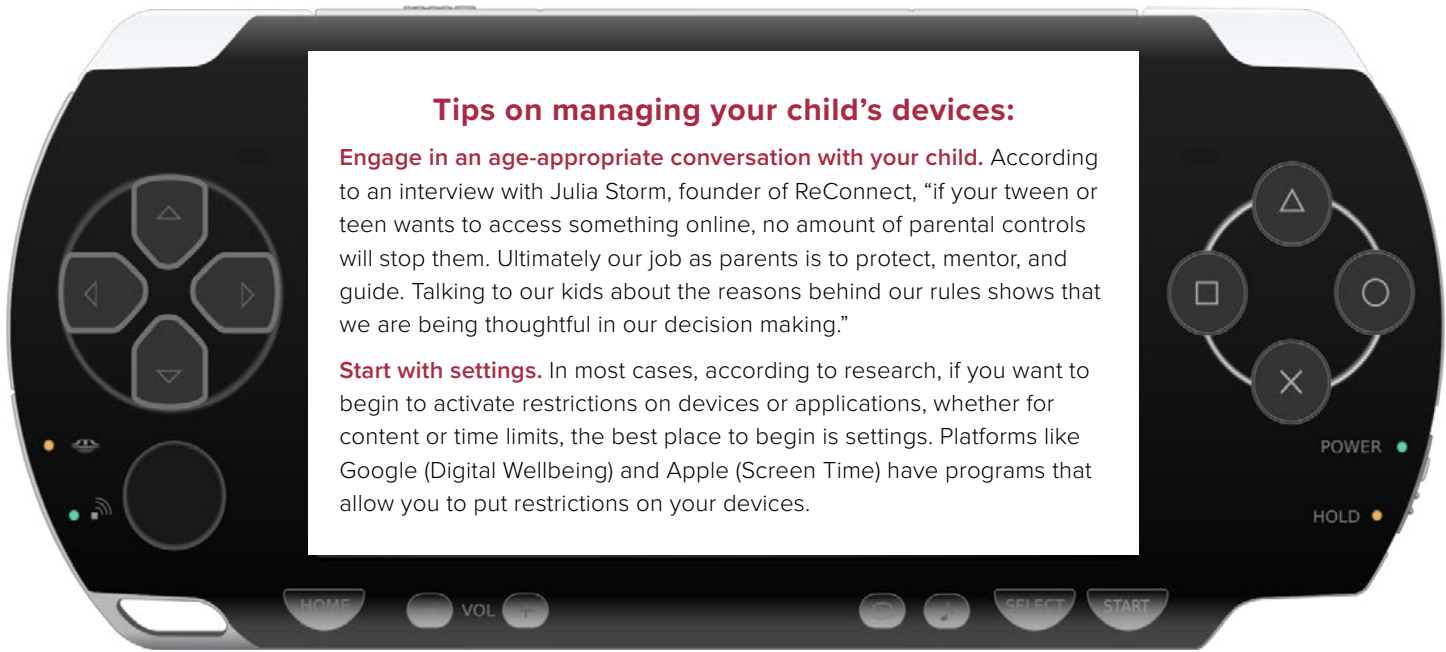 Tips on managing your child’s devices:
Engage in an age-appropriate conversation with your child. According
to an interview with Julia Storm, founder of ReConnect, “if your tween or
teen wants to access something online, no amount of parental controls
will stop them. Ultimately our job as parents is to protect, mentor, and
guide. Talking to our kids about the reasons behind our rules shows that
we are being thoughtful in our decision making.”
Start with settings. In most cases, according to research, if you want to
begin to activate restrictions on devices or applications, whether for
content or time limits, the best place to begin is settings. Platforms like
Google (Digital Wellbeing) and Apple (Screen Time) have programs that
allow you to put restrictions on your devices.
POWER
HOLD
HOME
VOL
SELECT
START